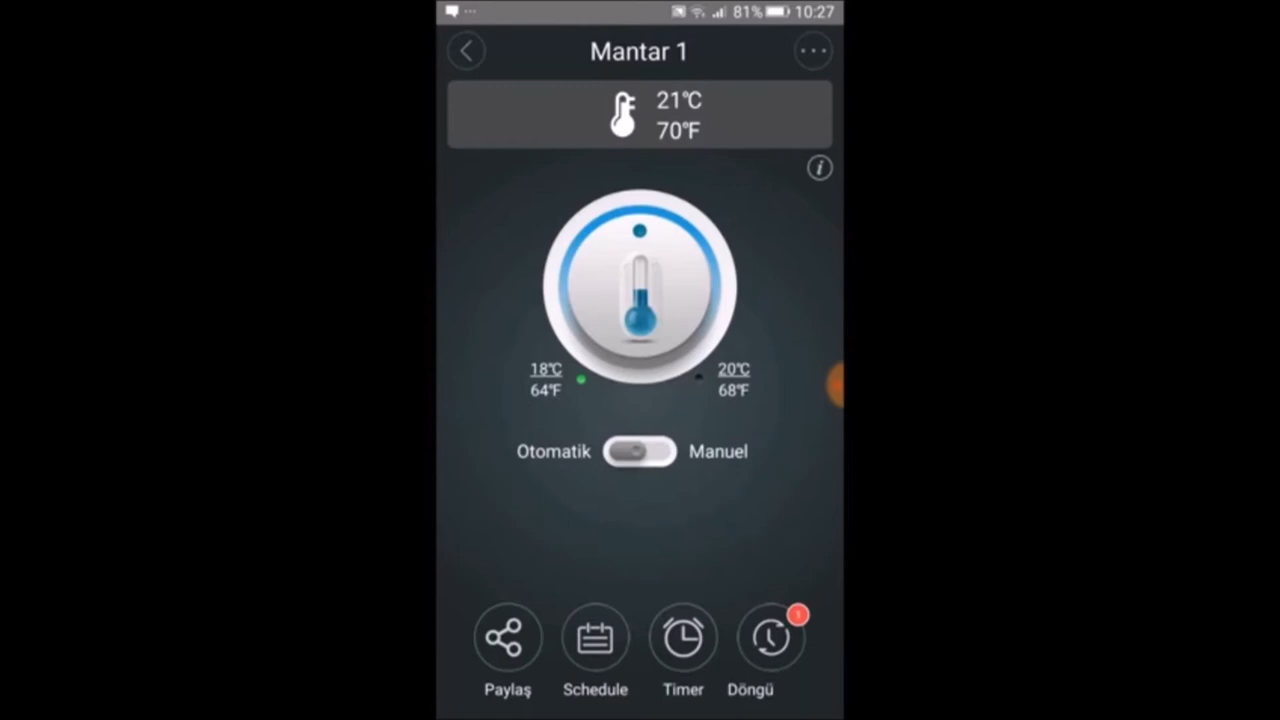 81% 10:27
Mantar 1
21℃
70℉
i
18℃ 20℃
64℉ 68℉
Otomatik Manuel
1
Paylaş Schedule Timer Döngü